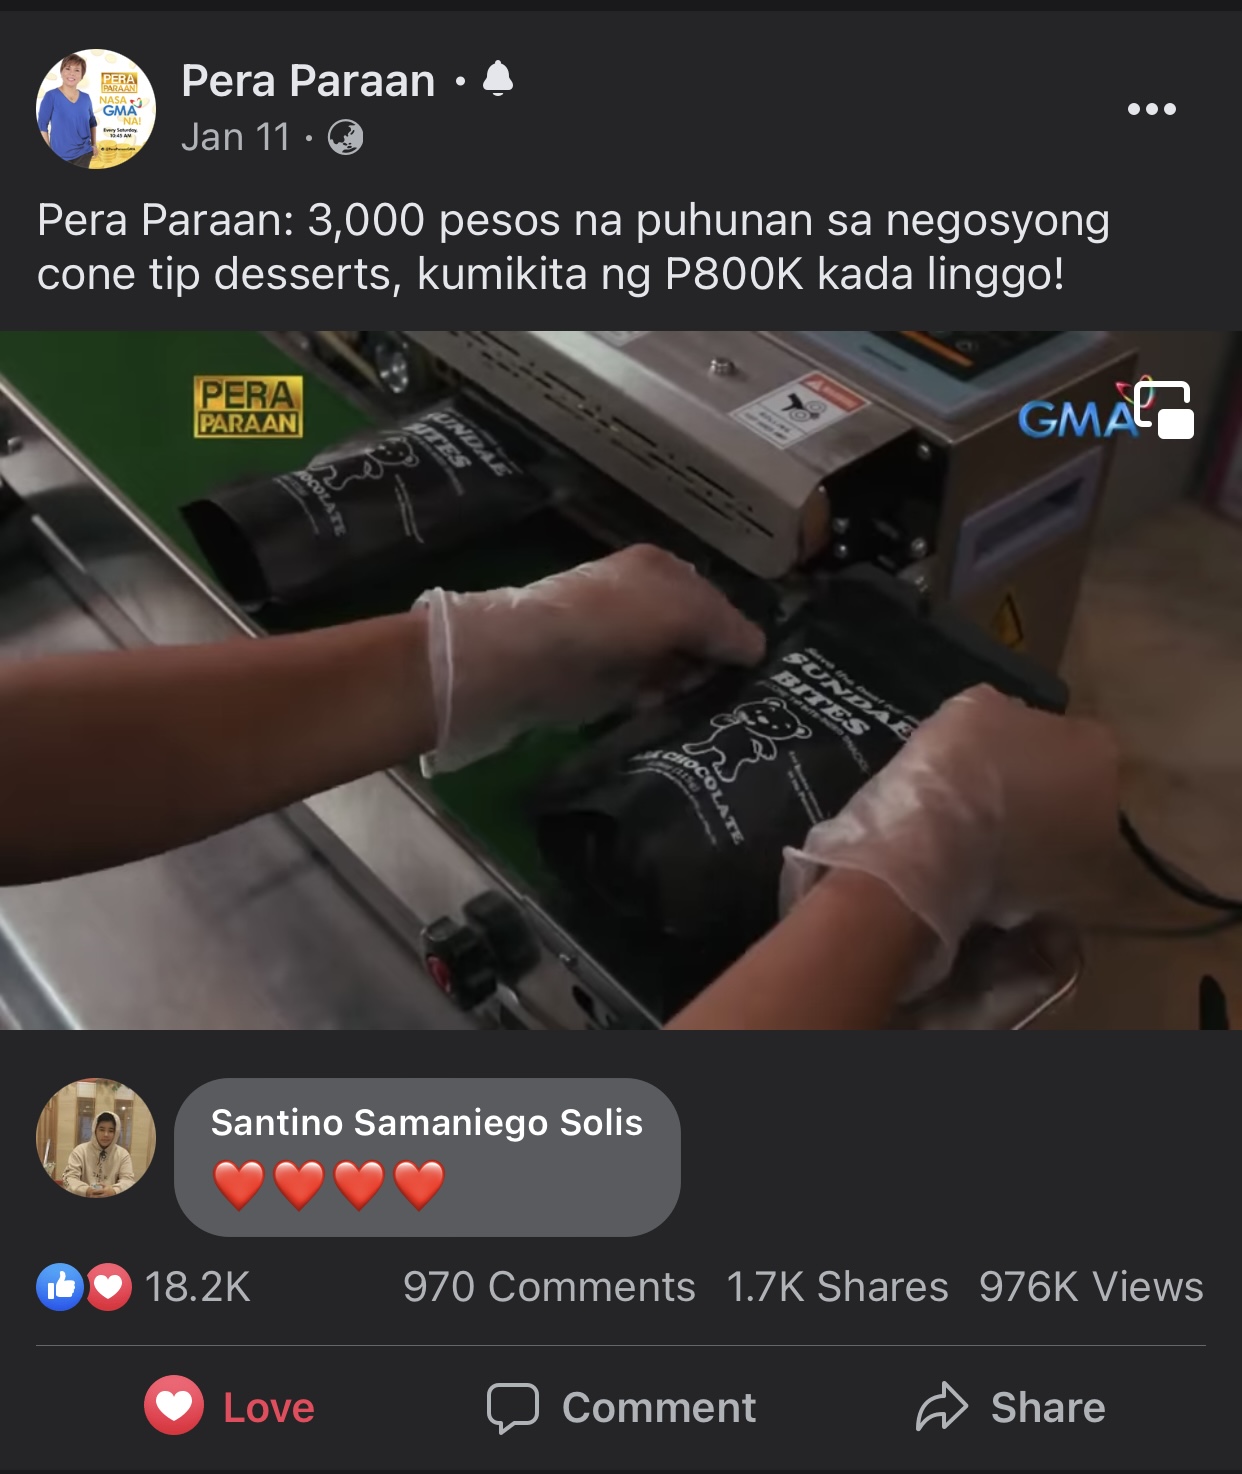 Pera Paraan ·
Jan 11 ·
PERA
PARAAN
NASA
GMA
NA!
Every Saturday,
10:45 AM
Pera Paraan: 3,000 pesos na puhunan sa negosyong
cone tip desserts, kumikita ng P800K kada linggo!
PERA
PARAAN
GMA
SUNDAE
BITES
CHOCOLATE
SUNDAE
BITES
CHOCOLATE
Santino Samaniego Solis
❤️❤️❤️❤️
18.2K 970 Comments 1.7K Shares 976K Views
Love Comment Share